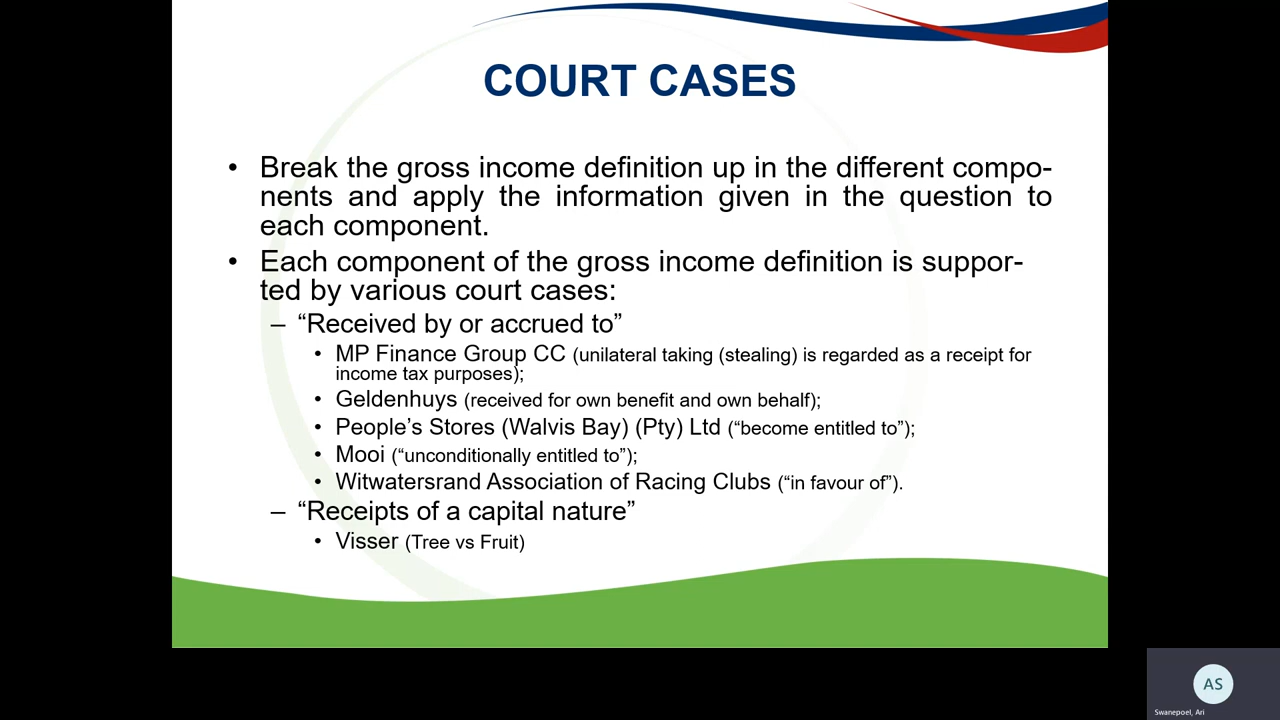 COURT CASES
• Break the gross income definition up in the different compo-
nents and apply the information given in the question to
each component.
• Each component of the gross income definition is suppor-
ted by various court cases:
– “Received by or accrued to”
• MP Finance Group CC (unilateral taking (stealing) is regarded as a receipt for
income tax purposes);
• Geldenhuys (received for own benefit and own behalf);
• People’s Stores (Walvis Bay) (Pty) Ltd (“become entitled to”);
• Mooi (“unconditionally entitled to”);
• Witwatersrand Association of Racing Clubs (“in favour of”).
– “Receipts of a capital nature”
• Visser (Tree vs Fruit)
AS
Swanepoel, Ari